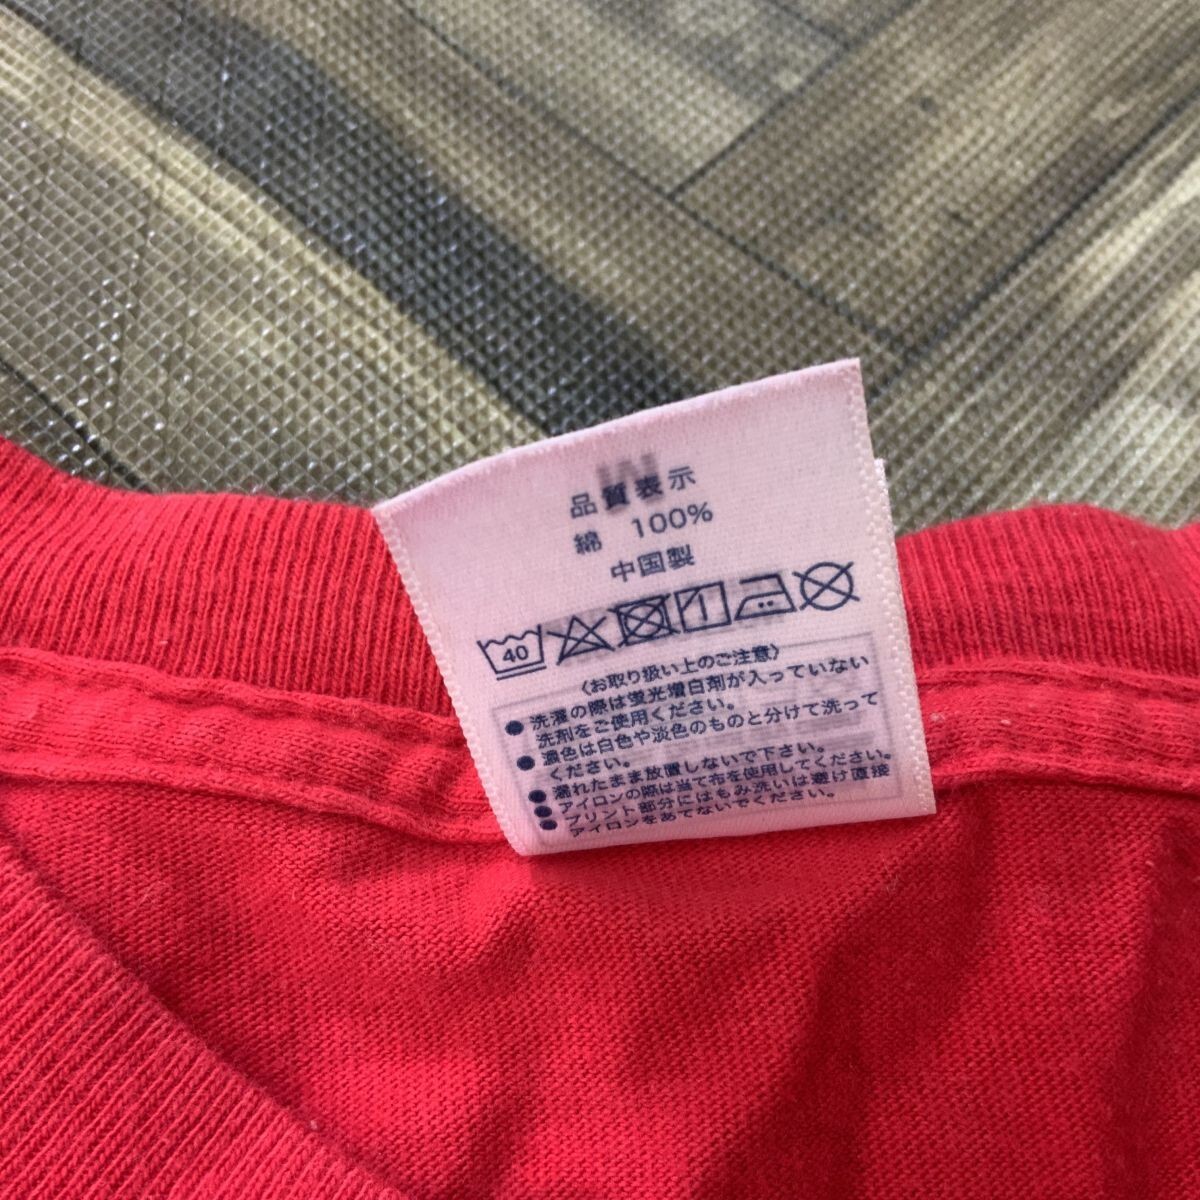 品質表示
綿 100%
中国製
40
〈お取り扱い上のご注意〉
●洗濯の際は蛍光増白剤が入っていない
洗剤をご使用ください。
●濃色は白色や淡色のものと分けて洗って
ください。
●濡れたまま放置しないで下さい。
●アイロンの際は当て布を使用してください。
●プリント部分にはもみ洗いは避け直接
アイロンをあてないでください。